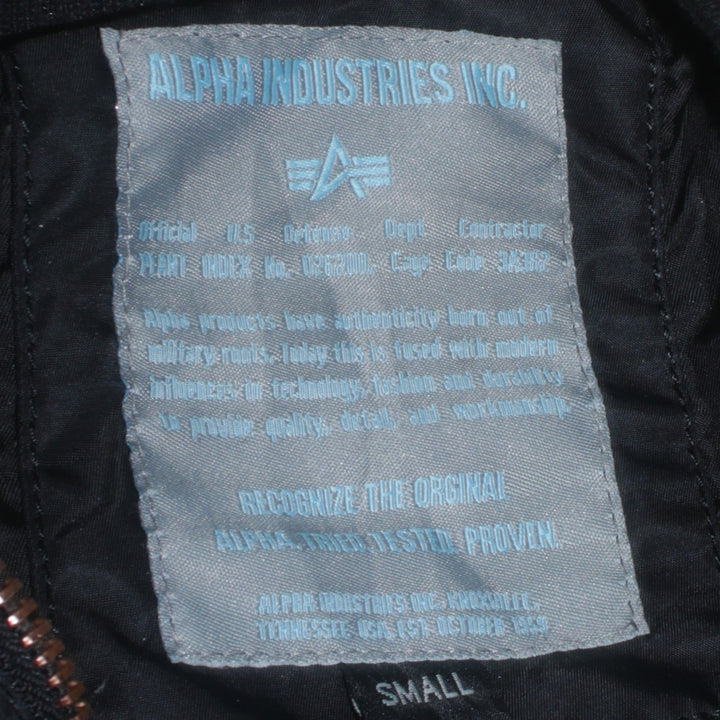 ALPHA INDUSTRIES INC.
Official U.S Defense Dept Contractor
PLANT INDEX No. 026200, Cage Code
Alpha products have authenticity born out of
military roots. Today this is fused with modern
influences in technology, fashion and durability
to provide quality, detail, and workmanship.
RECOGNIZE THE ORGINAL
ALPHA. TRIED. TESTED. PROVEN.
ALPHA INDUSTRIES INC. KNOXVILLE,
TENNESSEE USA. EST OCTOBER 1959
SMALL